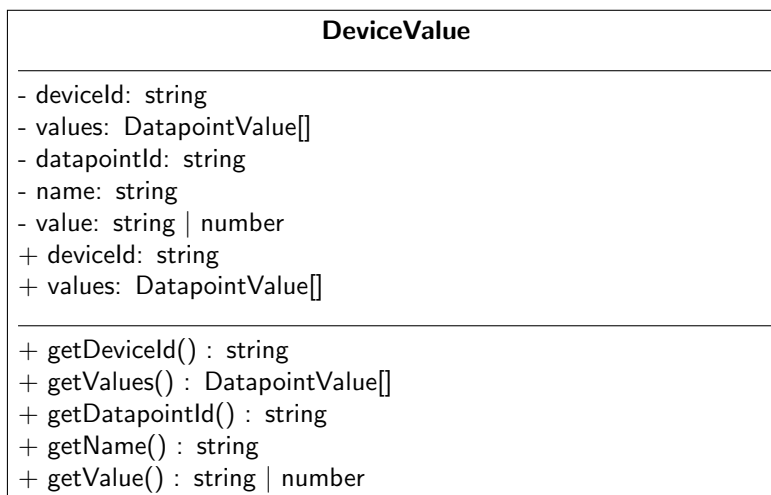 DeviceValue
- deviceId: string
- values: DatapointValue[]
- datapointId: string
- name: string
- value: string | number
+ deviceId: string
+ values: DatapointValue[]
+ getDeviceId() : string
+ getValues() : DatapointValue[]
+ getDatapointId() : string
+ getName() : string
+ getValue() : string | number